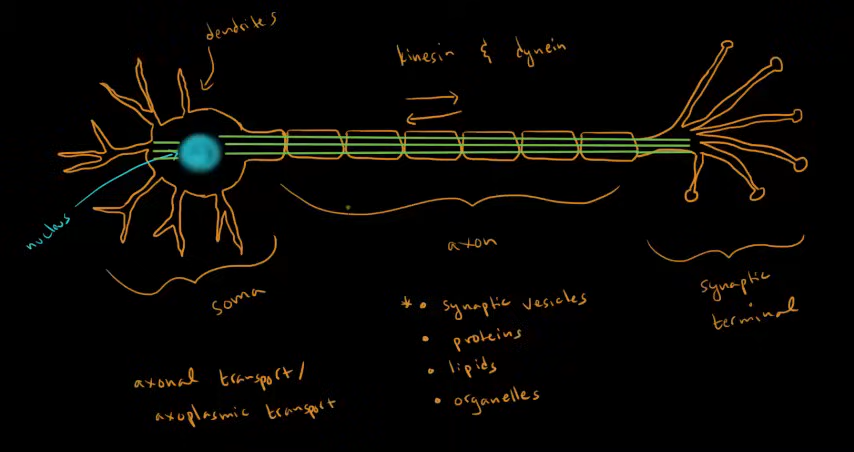 dendrites
kinesin & dynein
nucleus
soma
axon
synaptic
terminal
* • synaptic vesicles
• proteins
• lipids
• organelles
axonal transport/
axoplasmic transport